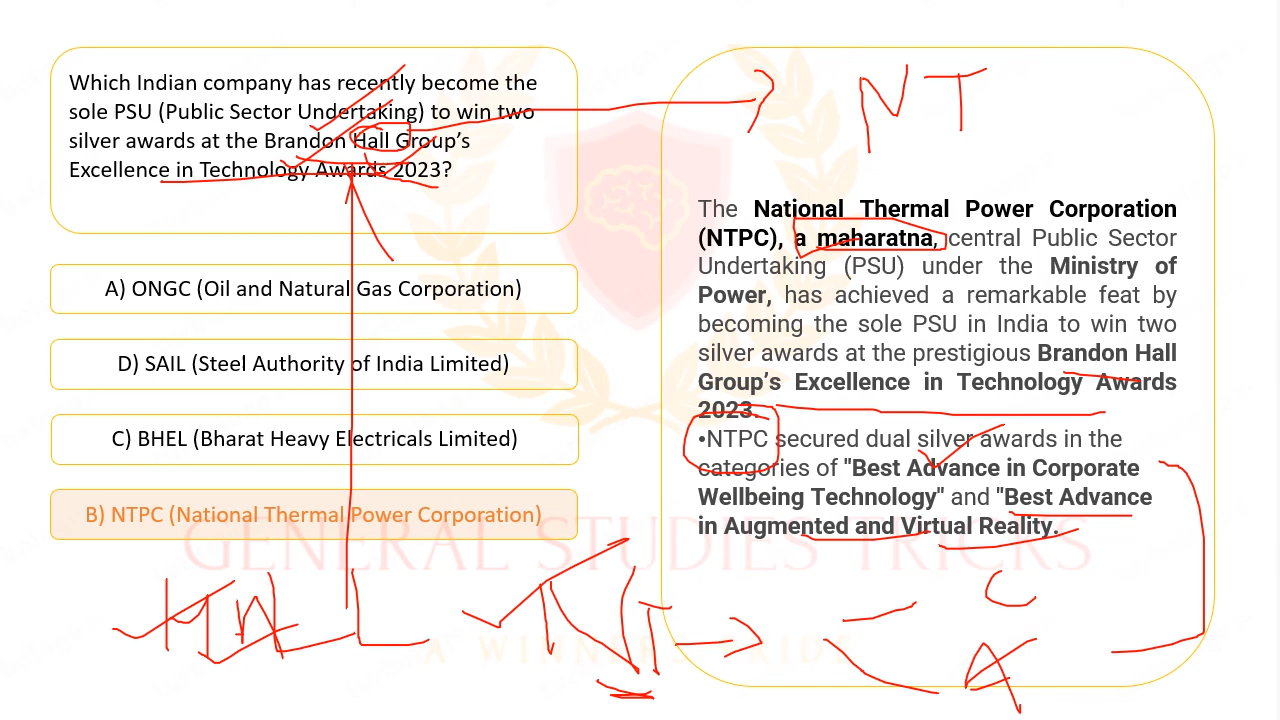 Which Indian company has recently become the
sole PSU (Public Sector Undertaking) to win two
silver awards at the Brandon Hall Group's
Excellence in Technology Awards 2023?
A) ONGC (Oil and Natural Gas Corporation)
D) SAIL (Steel Authority of India Limited)
C) BHEL (Bharat Heavy Electricals Limited)
B) NTPC (National Thermal Power Corporation)
NT
The National Thermal Power Corporation
(NTPC), a maharatna, central Public Sector
Undertaking (PSU) under the Ministry of
Power, has achieved a remarkable feat by
becoming the sole PSU in India to win two
silver awards at the prestigious Brandon Hall
Group's Excellence in Technology Awards
2023.
•NTPC secured dual silver awards in the
categories of "Best Advance in Corporate
Wellbeing Technology" and "Best Advance
in Augmented and Virtual Reality.
GENERAL STUDIES TRICKS
C
A